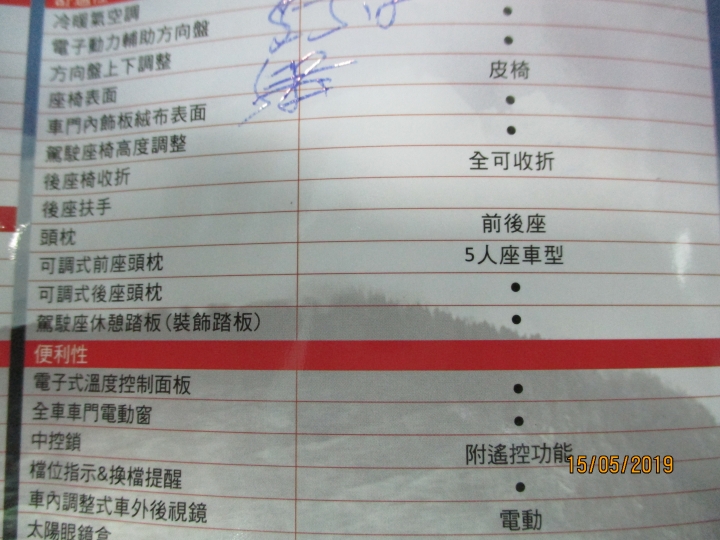 冷暖氣空調
電子動力輔助方向盤 ●
方向盤上下調整 ●
座椅表面 皮椅
車門內飾板絨布表面 ●
駕駛座椅高度調整 ●
後座椅收折 全可收折
後座扶手
頭枕 前後座
可調式前座頭枕 5人座車型
可調式後座頭枕 ●
駕駛座休憩踏板(裝飾踏板) ●
便利性
電子式溫度控制面板 ●
全車車門電動窗 ●
中控鎖 附遙控功能
檔位指示&換檔提醒 ●
車內調整式車外後視鏡 電動
太陽眼鏡盒
15/05/2019